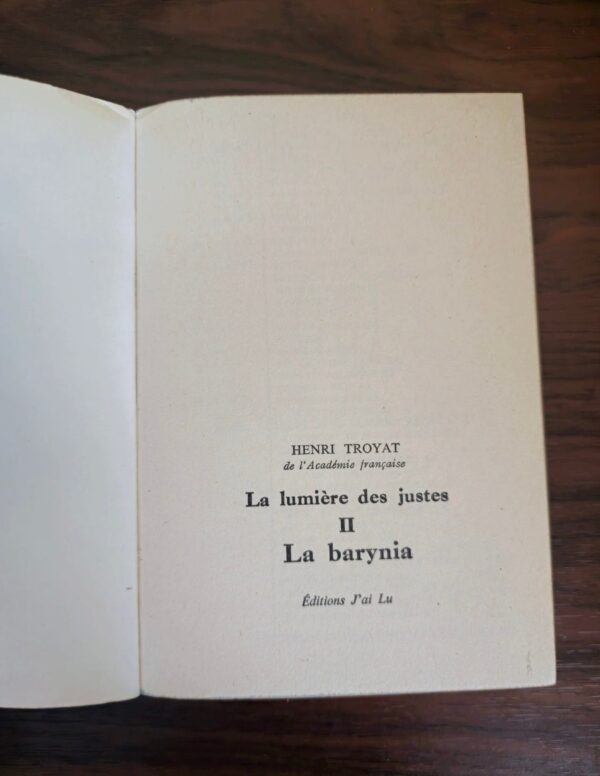 HENRI TROYAT
de l'Académie française
La lumière des justes
II
La barynia
Éditions J'ai Lu